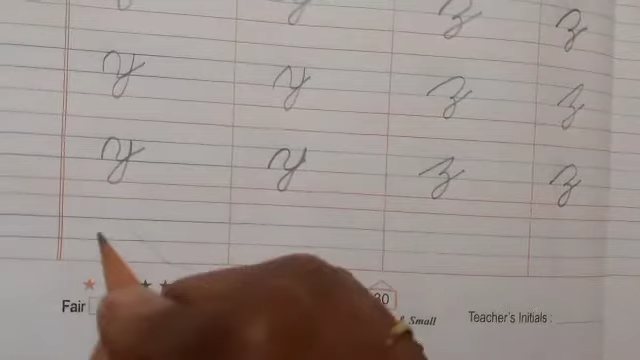 y z z
y y z z
y y z z
Fair
30
& Small
Teacher's Initials :